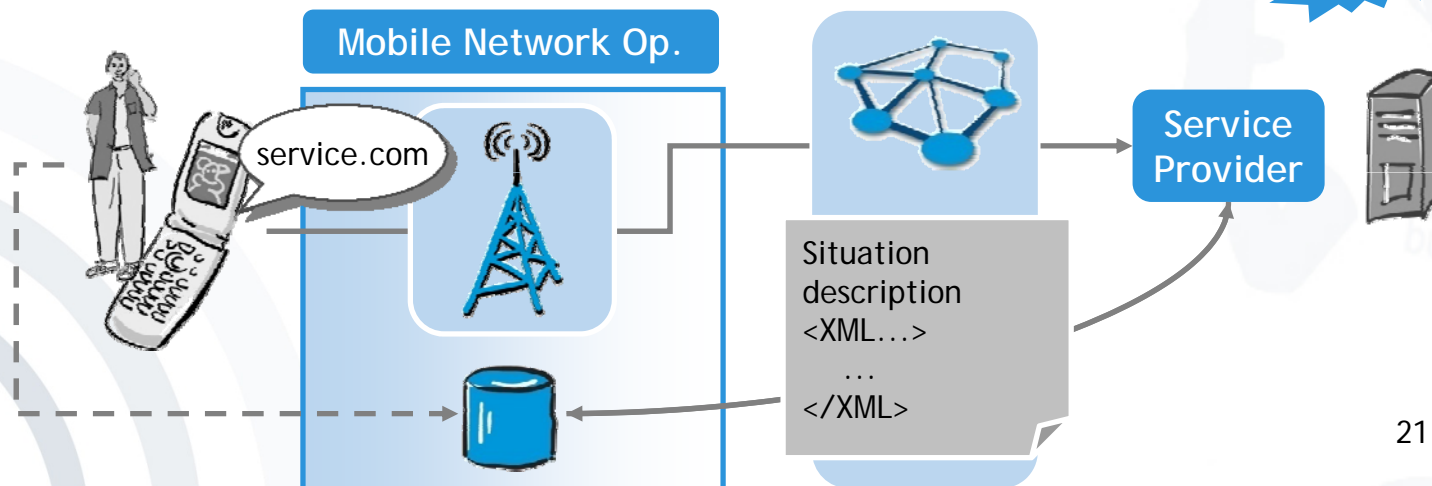 Mobile Network Op.
service.com
Service
Provider
Situation
description
<XML...>
...
</XML>
21